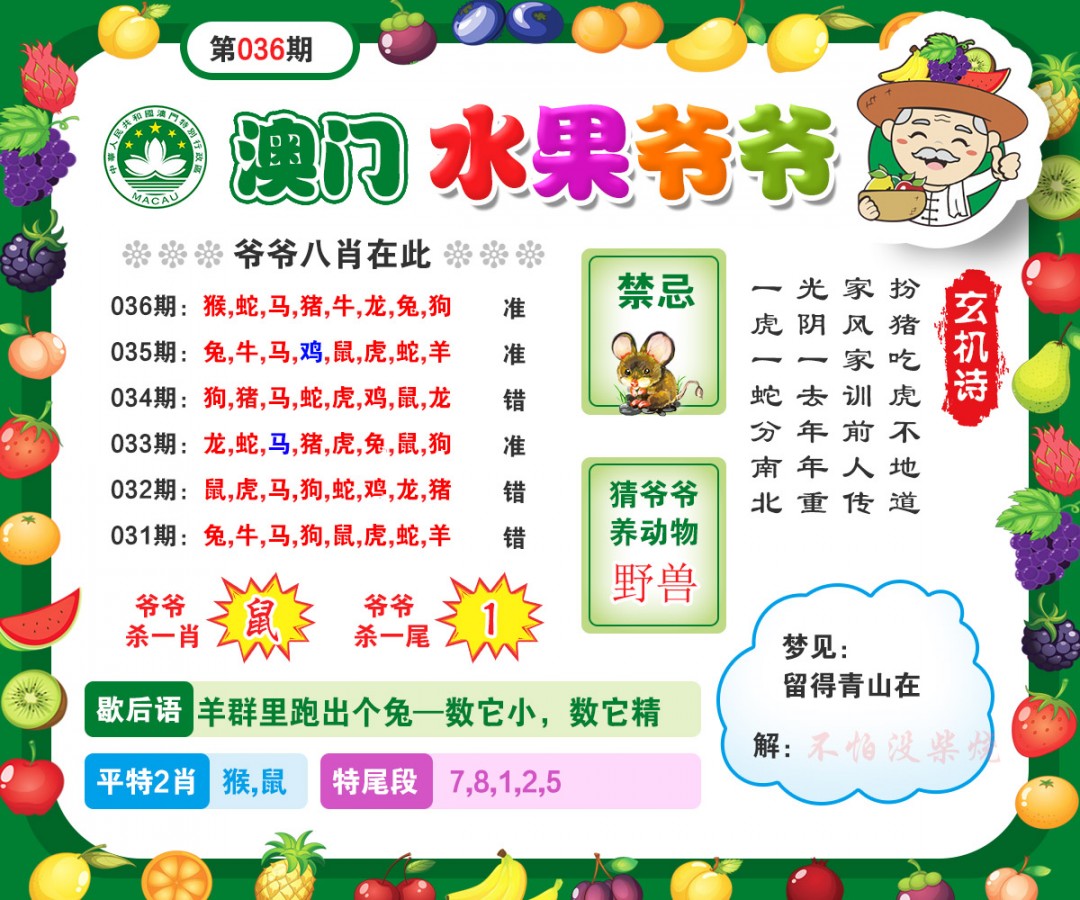 第036期
中華人民共和國澳門特別行政區
MACAU
澳门 水果爷爷
爷爷八肖在此
036期：猴,蛇,马,猪,牛,龙,兔,狗 准
035期：兔,牛,马,鸡,鼠,虎,蛇,羊 准
034期：狗,猪,马,蛇,虎,鸡,鼠,龙 错
033期：龙,蛇,马,猪,虎,兔,鼠,狗 准
032期：鼠,虎,马,狗,蛇,鸡,龙,猪 错
031期：兔,牛,马,狗,鼠,虎,蛇,羊 错
爷爷
杀一肖
鼠
爷爷
杀一尾
1
禁忌
猜爷爷
养动物
野兽
玄机诗
扮猪吃虎不地道
家风家训前人传
光阴一去年年重
一虎一蛇分南北
歇后语 羊群里跑出个兔—数它小，数它精
平特2肖 猴,鼠
特尾段 7,8,1,2,5
梦见：
留得青山在
解：不怕没柴烧